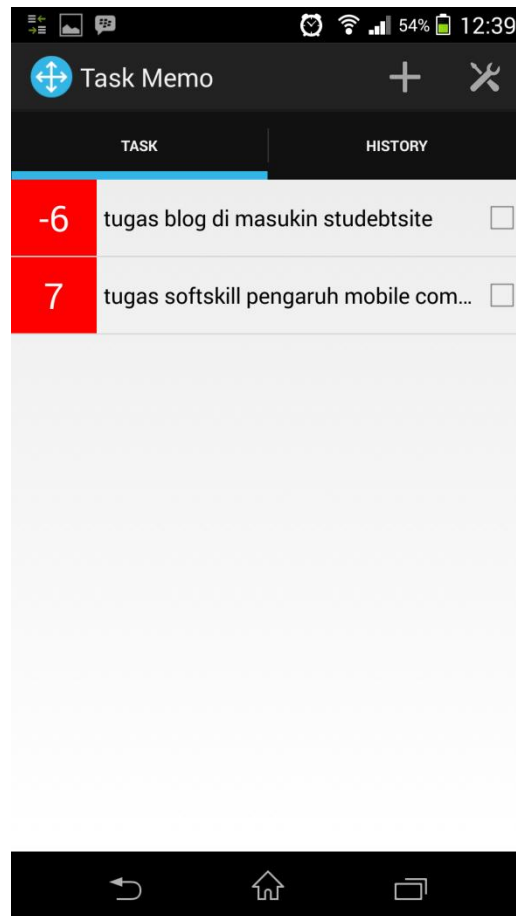 54% 12:39
Task Memo
TASK HISTORY
-6 tugas blog di masukin studebtsite
7 tugas softskill pengaruh mobile com...